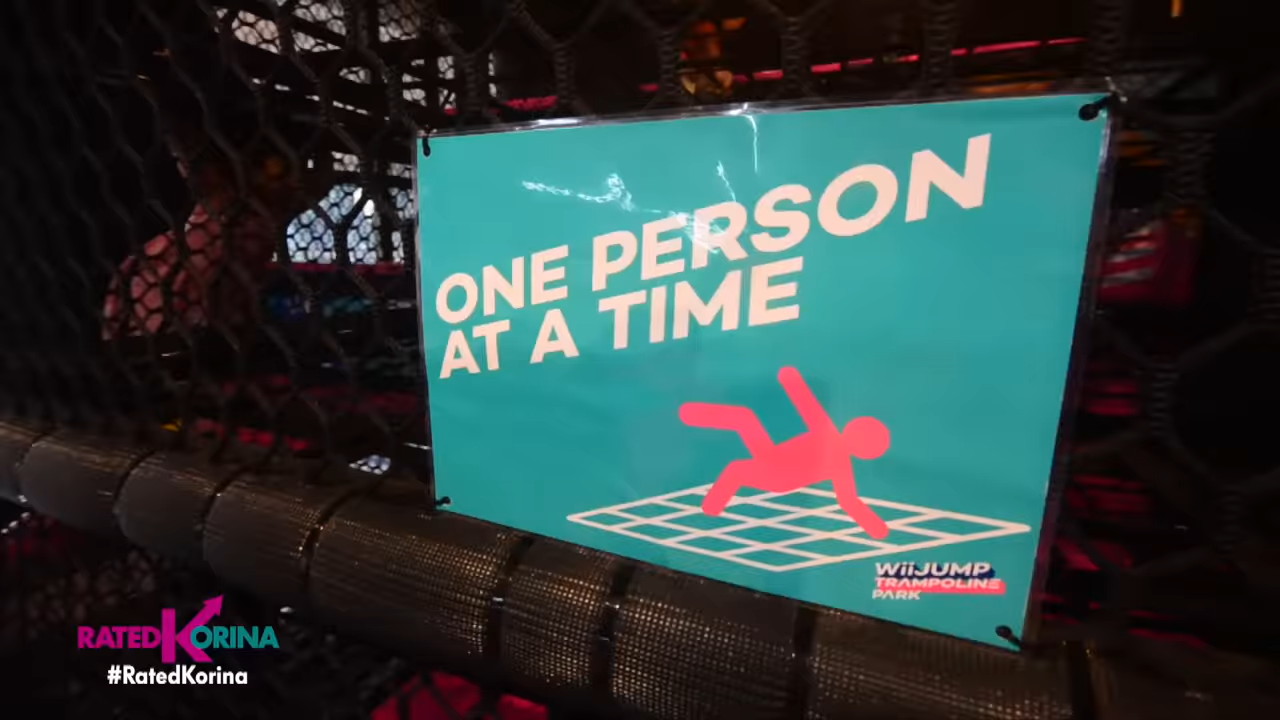 ONE PERSON
AT A TIME
WiiJUMP
TRAMPOLINE
PARK
RATEDKORINA
#RatedKorina